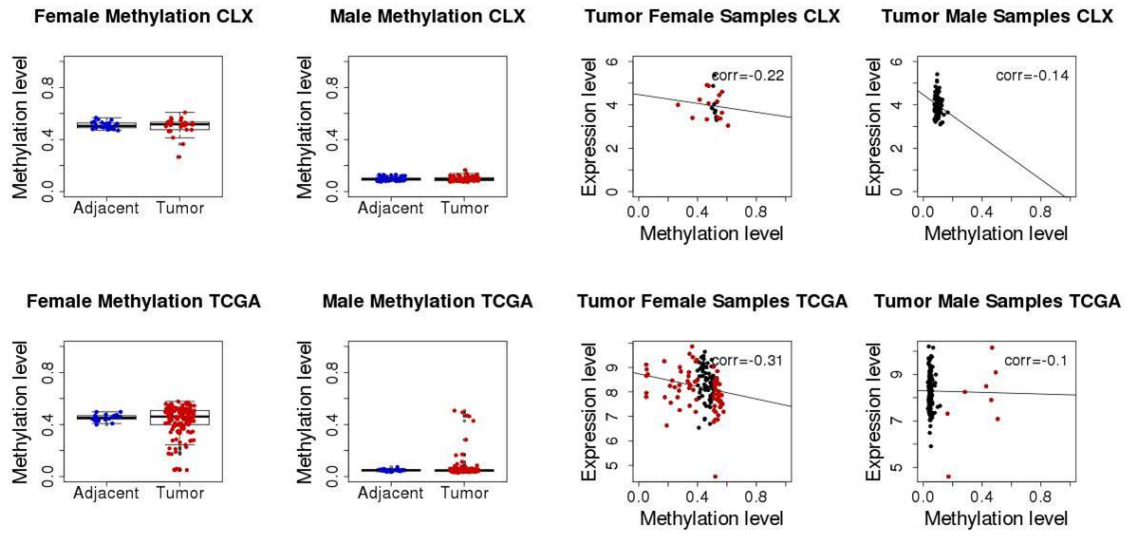 Female Methylation CLX
Male Methylation CLX
Tumor Female Samples CLX
Tumor Male Samples CLX
Methylation level
0.0 0.4 0.8
Adjacent Tumor
Methylation level
0.0 0.4 0.8
Adjacent Tumor
Expression level
0 2 4 6
corr=-0.22
0.0 0.4 0.8
Methylation level
Expression level
0 2 4 6
corr=-0.14
0.0 0.4 0.8
Methylation level
Female Methylation TCGA
Male Methylation TCGA
Tumor Female Samples TCGA
Tumor Male Samples TCGA
Methylation level
0.0 0.4 0.8
Adjacent Tumor
Methylation level
0.0 0.4 0.8
Adjacent Tumor
Expression level
5 6 7 8 9
corr=-0.31
0.0 0.4 0.8
Methylation level
Expression level
5 7 9
corr=-0.1
0.0 0.4 0.8
Methylation level